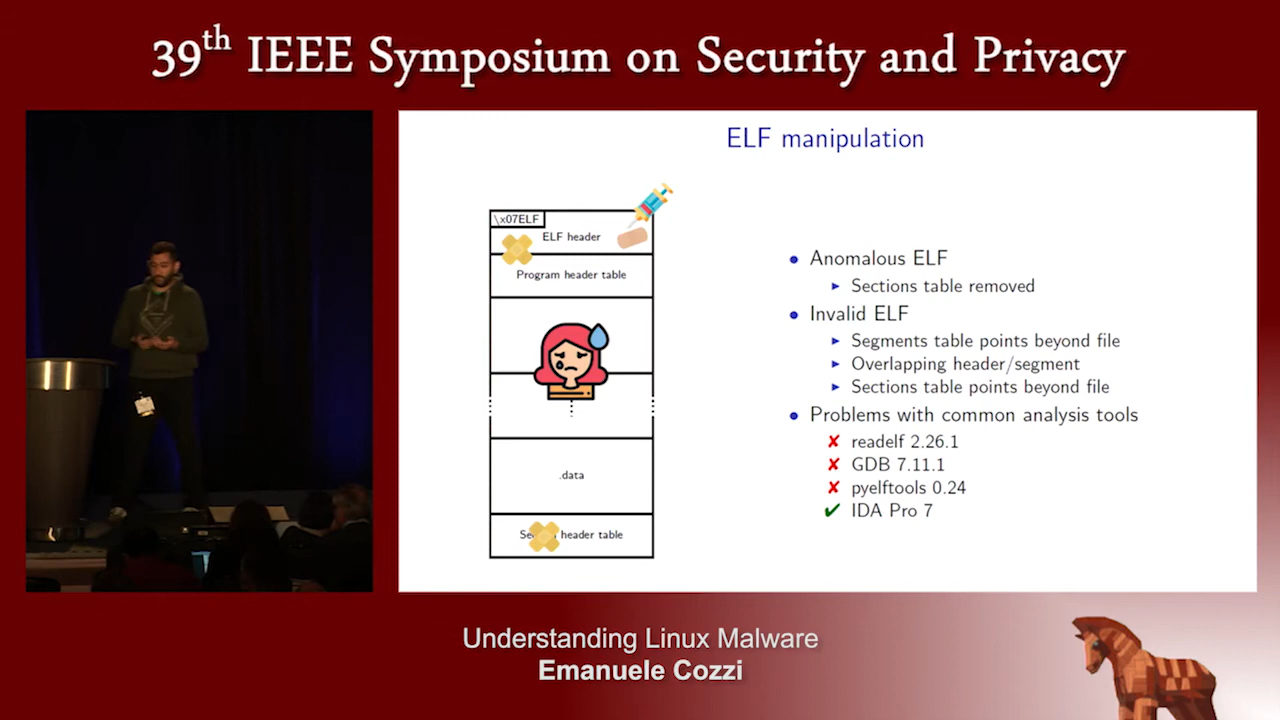 39th IEEE Symposium on Security and Privacy
ELF manipulation
\x07ELF
ELF header
Program header table
.data
Se header table
• Anomalous ELF
► Sections table removed
• Invalid ELF
► Segments table points beyond file
► Overlapping header/segment
► Sections table points beyond file
• Problems with common analysis tools
✘ readelf 2.26.1
✘ GDB 7.11.1
✘ pyelftools 0.24
✔ IDA Pro 7
Understanding Linux Malware
Emanuele Cozzi